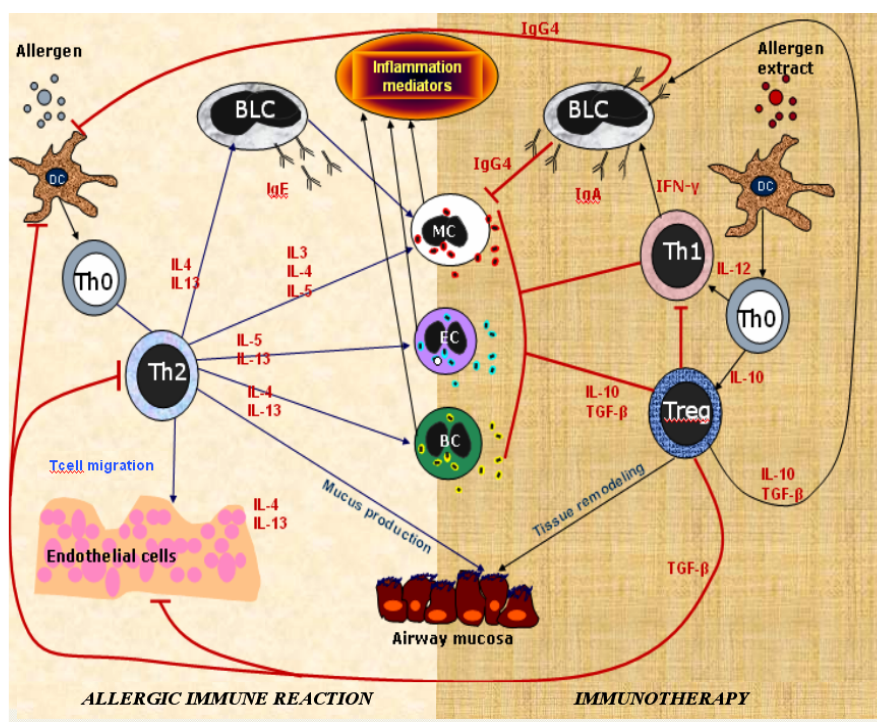 IgG4
Allergen
Allergen
extract
Inflammation
mediators
BLC
BLC
DC
DC
IgE
IgG4
IgA
IFN-γ
MC
Th1
IL-12
Th0
Th0
IL4
IL13
IL3
IL-4
IL-5
EC
IL-5
IL-13
Th2
IL-4
IL-13
IL-10
TGF-β
IL-10
Treg
BC
Tcell migration
IL-10
TGF-β
Mucus production
Tissue remodeling
IL-4
IL-13
Endothelial cells
TGF-β
Airway mucosa
ALLERGIC IMMUNE REACTION
IMMUNOTHERAPY